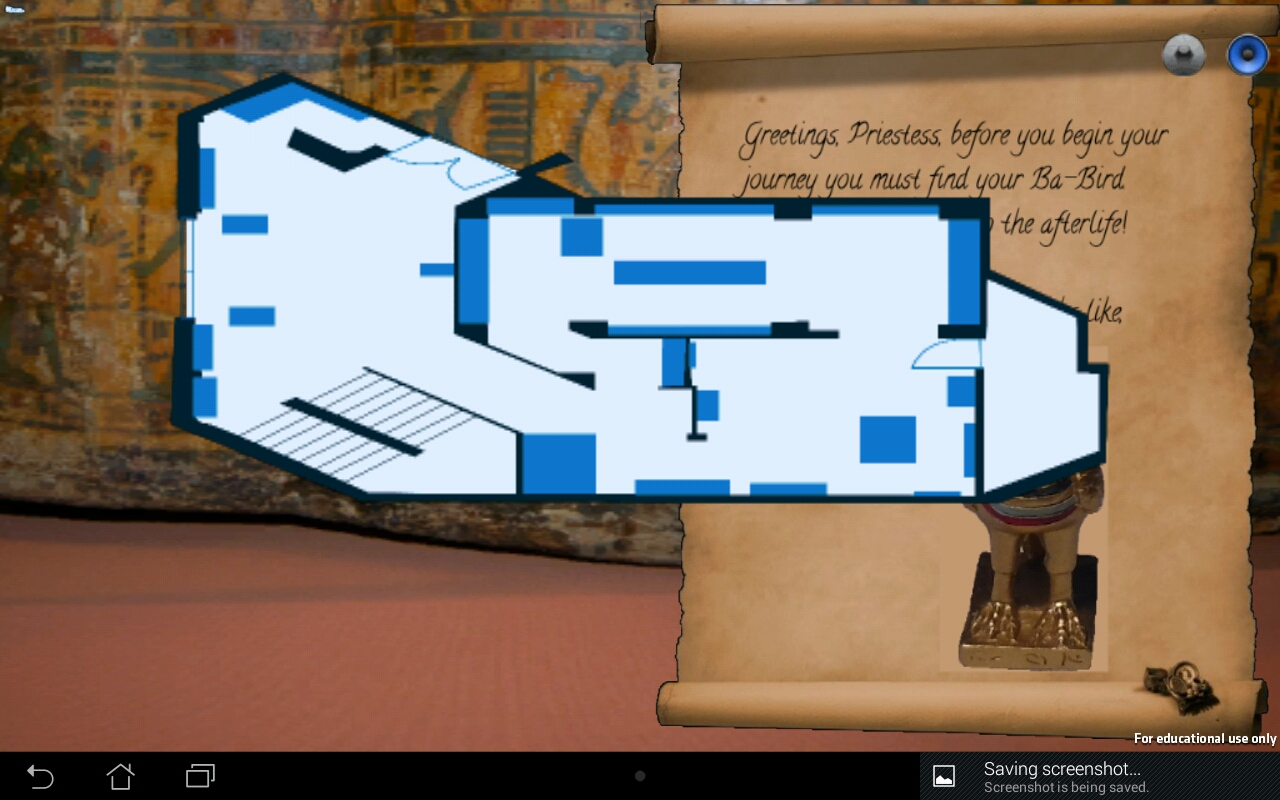 Greetings, Priestess, before you begin your
journey you must find your Ba-Bird.
the afterlife!
like,
For educational use only
Saving screenshot...
Screenshot is being saved.